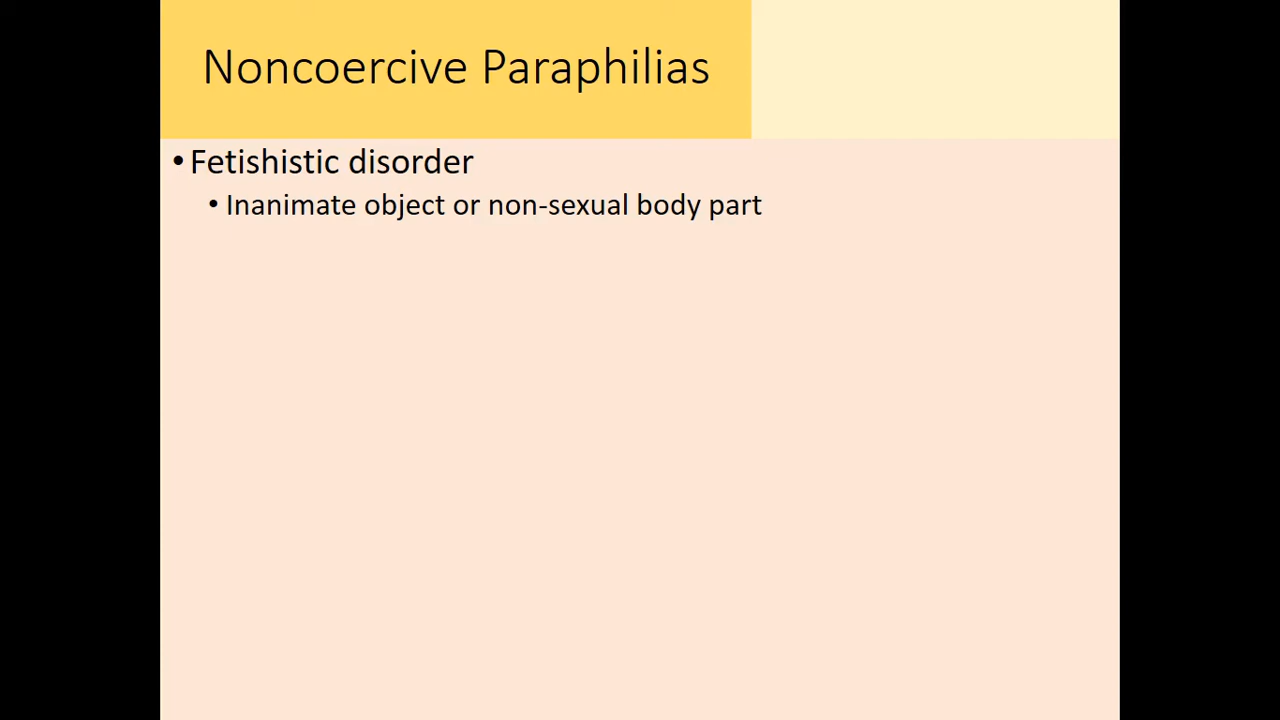 Noncoercive Paraphilias
•Fetishistic disorder
• Inanimate object or non-sexual body part